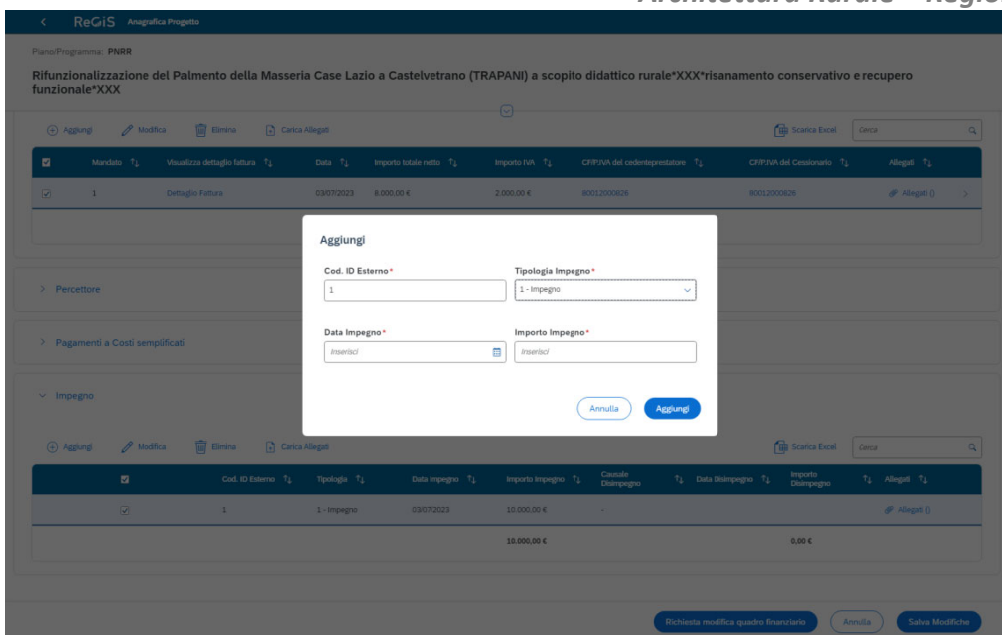 ReGiS Anagrafica Progetto
Piano/Programma: PNRR
Rifunzionalizzazione del Palmento della Masseria Case Lazio a Castelvetrano (TRAPANI) a scopito didattico rurale*XXX*risanamento conservativo e recupero
funzionale*XXX
Aggiungi Modifica Elimina Carica Allegati Scarica Excel Cerca
Mandato Visualizza dettaglio fattura Data Importo totale netto Importo IVA CF/P.IVA del cedenteprestatore CF/P.IVA del Cessionario Allegati
1 Dettaglio Fattura 03/07/2023 8.000,00 € 2.000,00 € 80012000826 80012000826 Allegati ()
Aggiungi
Cod. ID Esterno* Tipologia Impegno*
1 1 - Impegno
Percettore
Data Impegno* Importo Impegno*
Inserisci Inserisci
Pagamenti a Costi semplificati
Impegno
Annulla Aggiungi
Aggiungi Modifica Elimina Carica Allegati Scarica Excel Cerca
Cod. ID Esterno Tipologia Data Impegno Importo Impegno Causale Disimpegno Data Disimpegno Importo Disimpegno Allegati
1 1 - Impegno 03/07/2023 10.000,00 € - Allegati ()
10.000,00 € 0,00 €
Richiesta modifica quadro finanziario Annulla Salva Modifiche